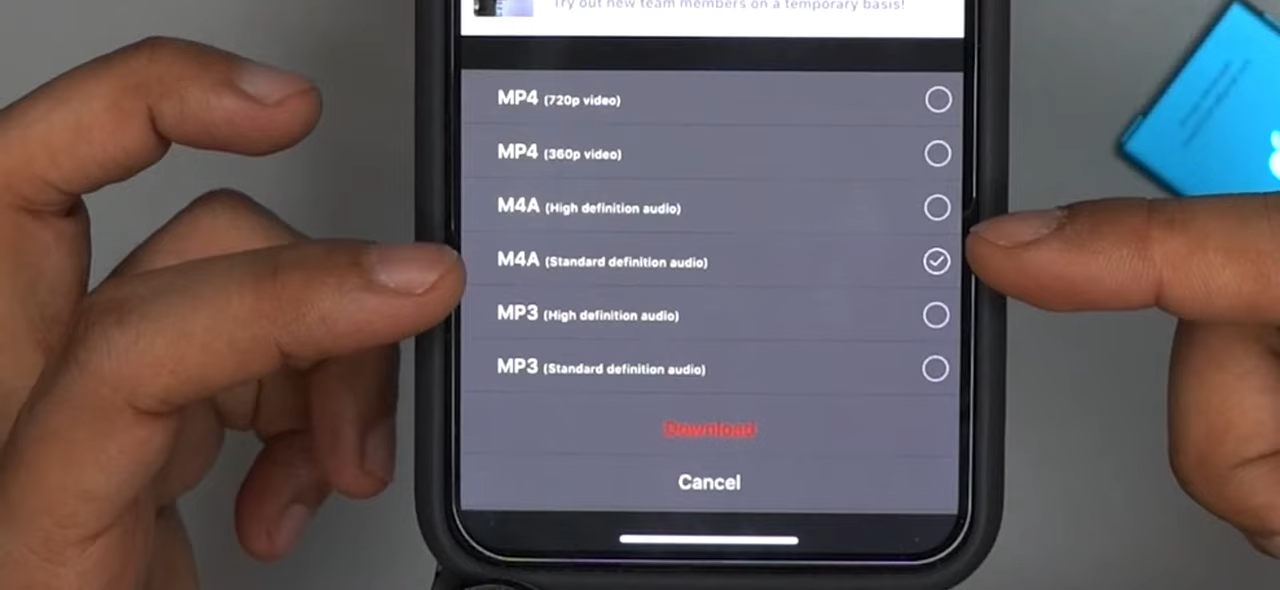 Try out new team members on a temporary basis!
MP4 (720p video)
MP4 (360p video)
M4A (High definition audio)
M4A (Standard definition audio)
MP3 (High definition audio)
MP3 (Standard definition audio)
Download
Cancel